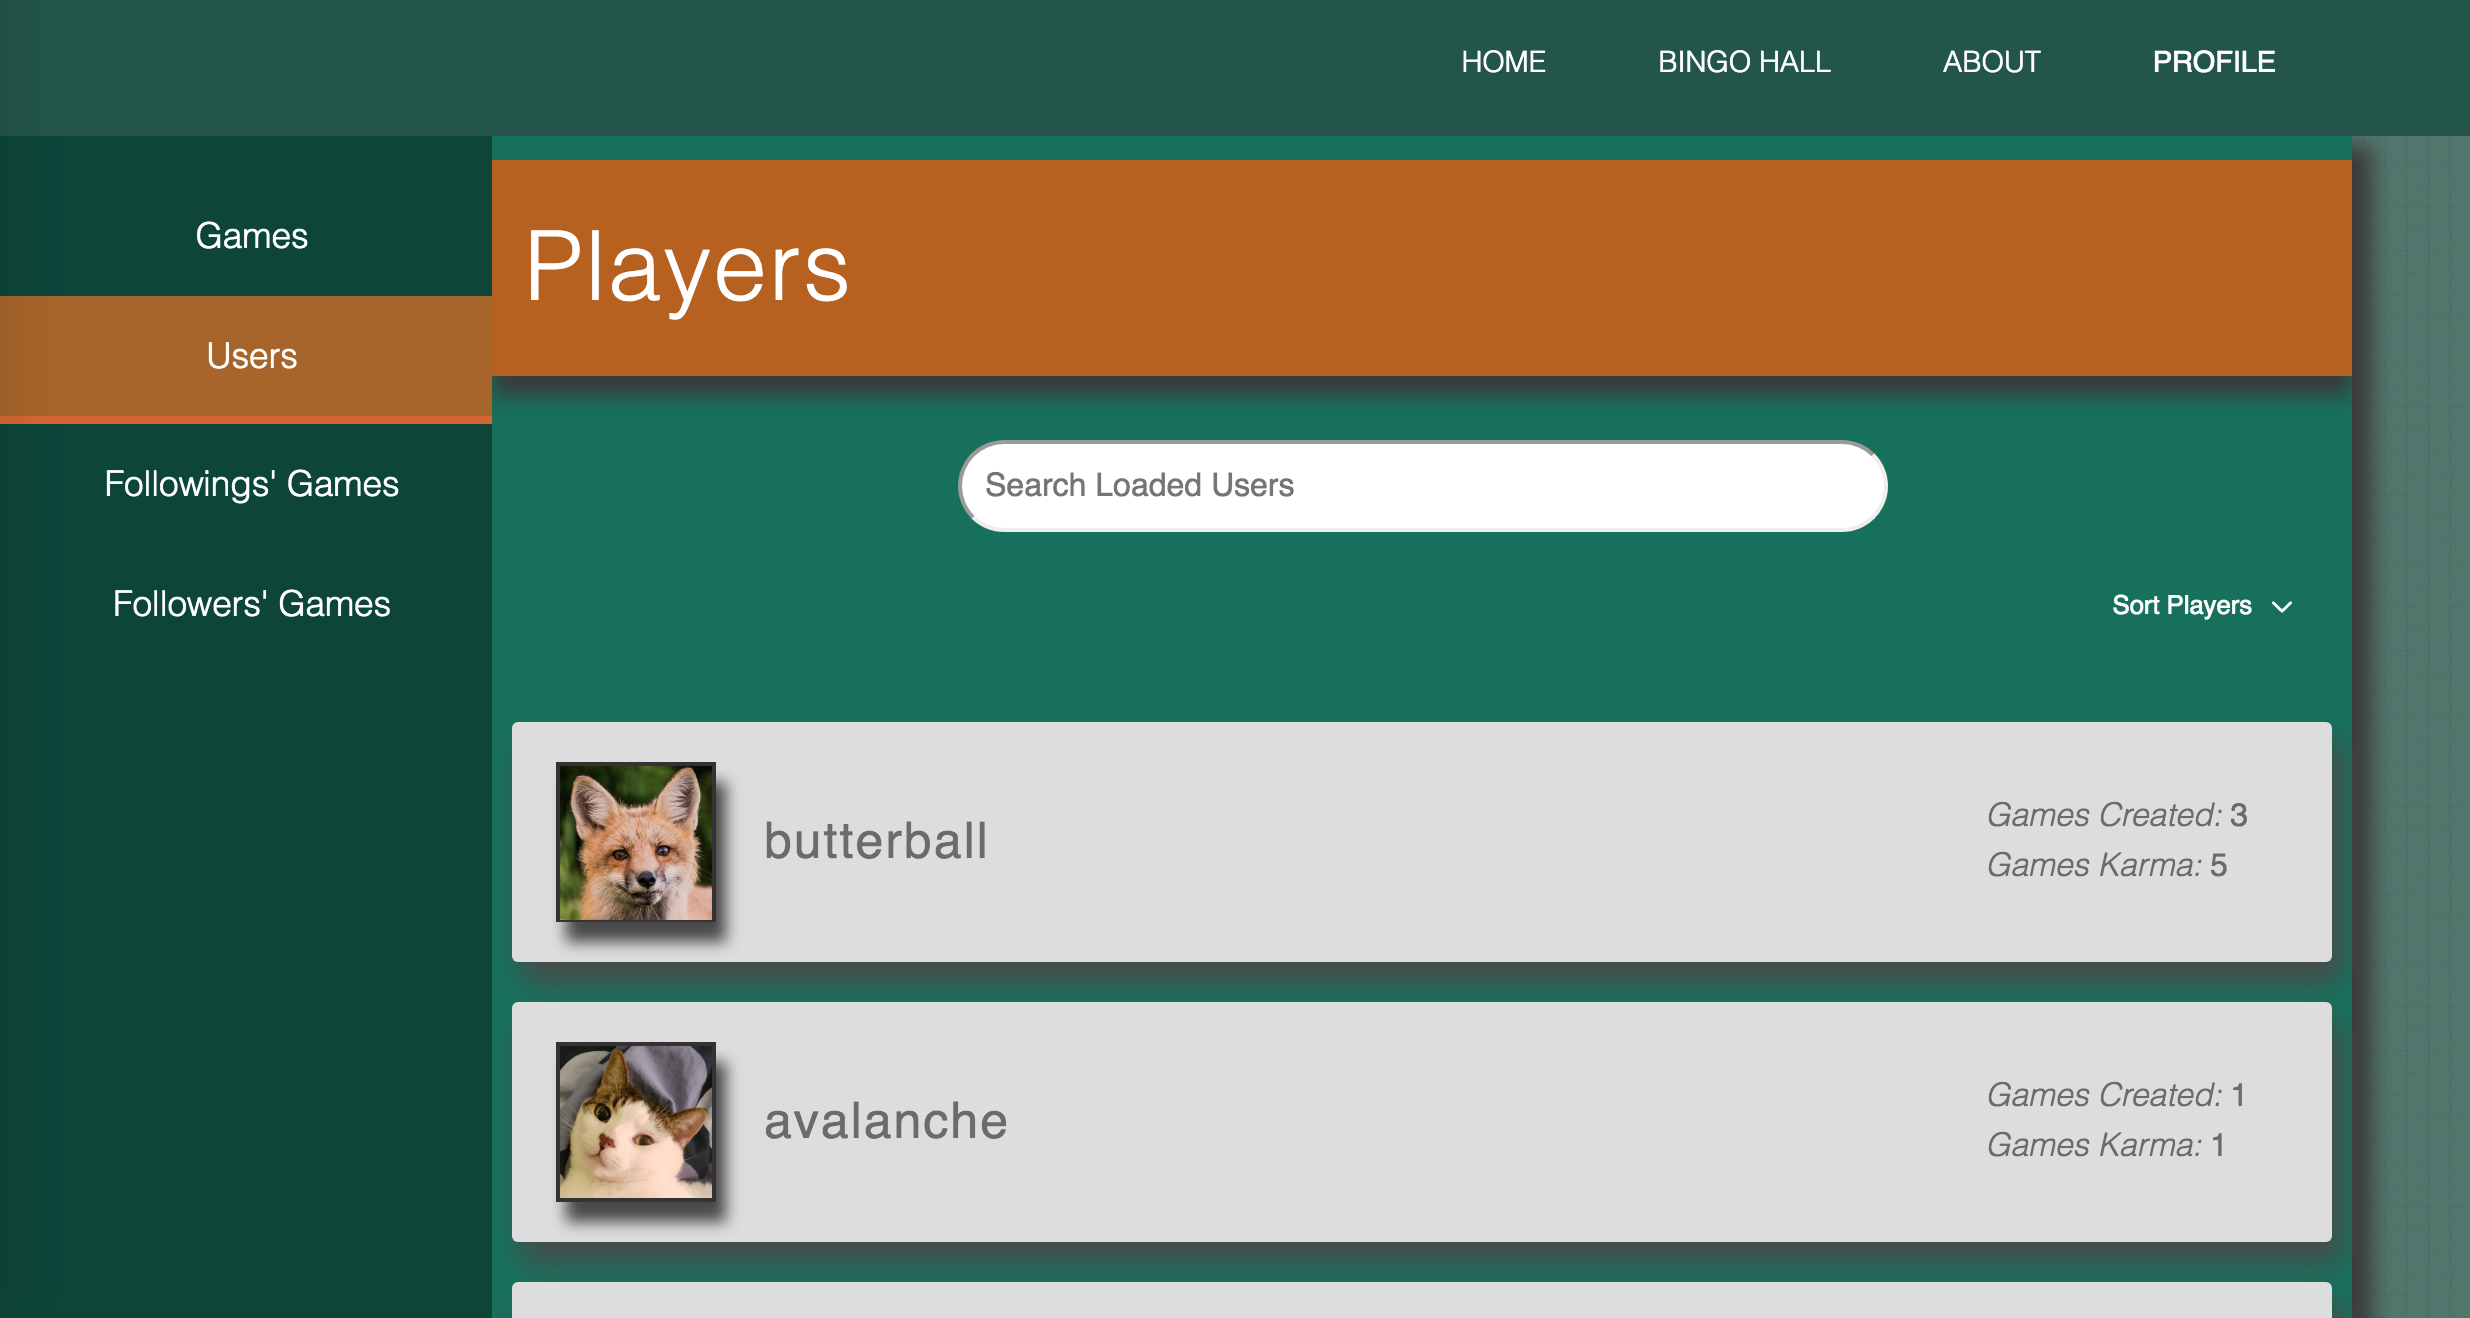 HOME BINGO HALL ABOUT PROFILE
Games
Users
Followings' Games
Followers' Games
Players
Search Loaded Users
Sort Players
butterball
Games Created: 3
Games Karma: 5
avalanche
Games Created: 1
Games Karma: 1